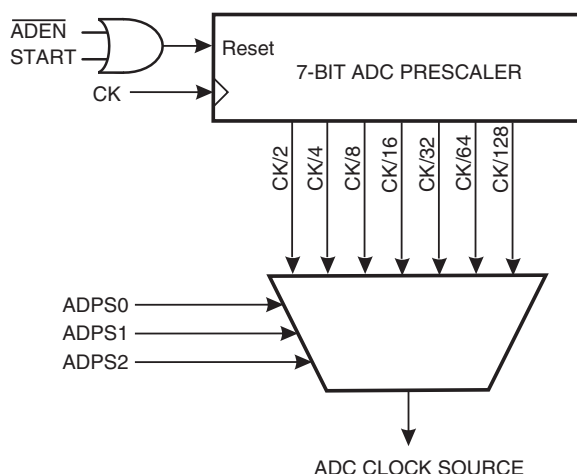 A̅D̅E̅N̅
START
Reset
7-BIT ADC PRESCALER
CK
CK/2
CK/4
CK/8
CK/16
CK/32
CK/64
CK/128
ADPS0
ADPS1
ADPS2
ADC CLOCK SOURCE